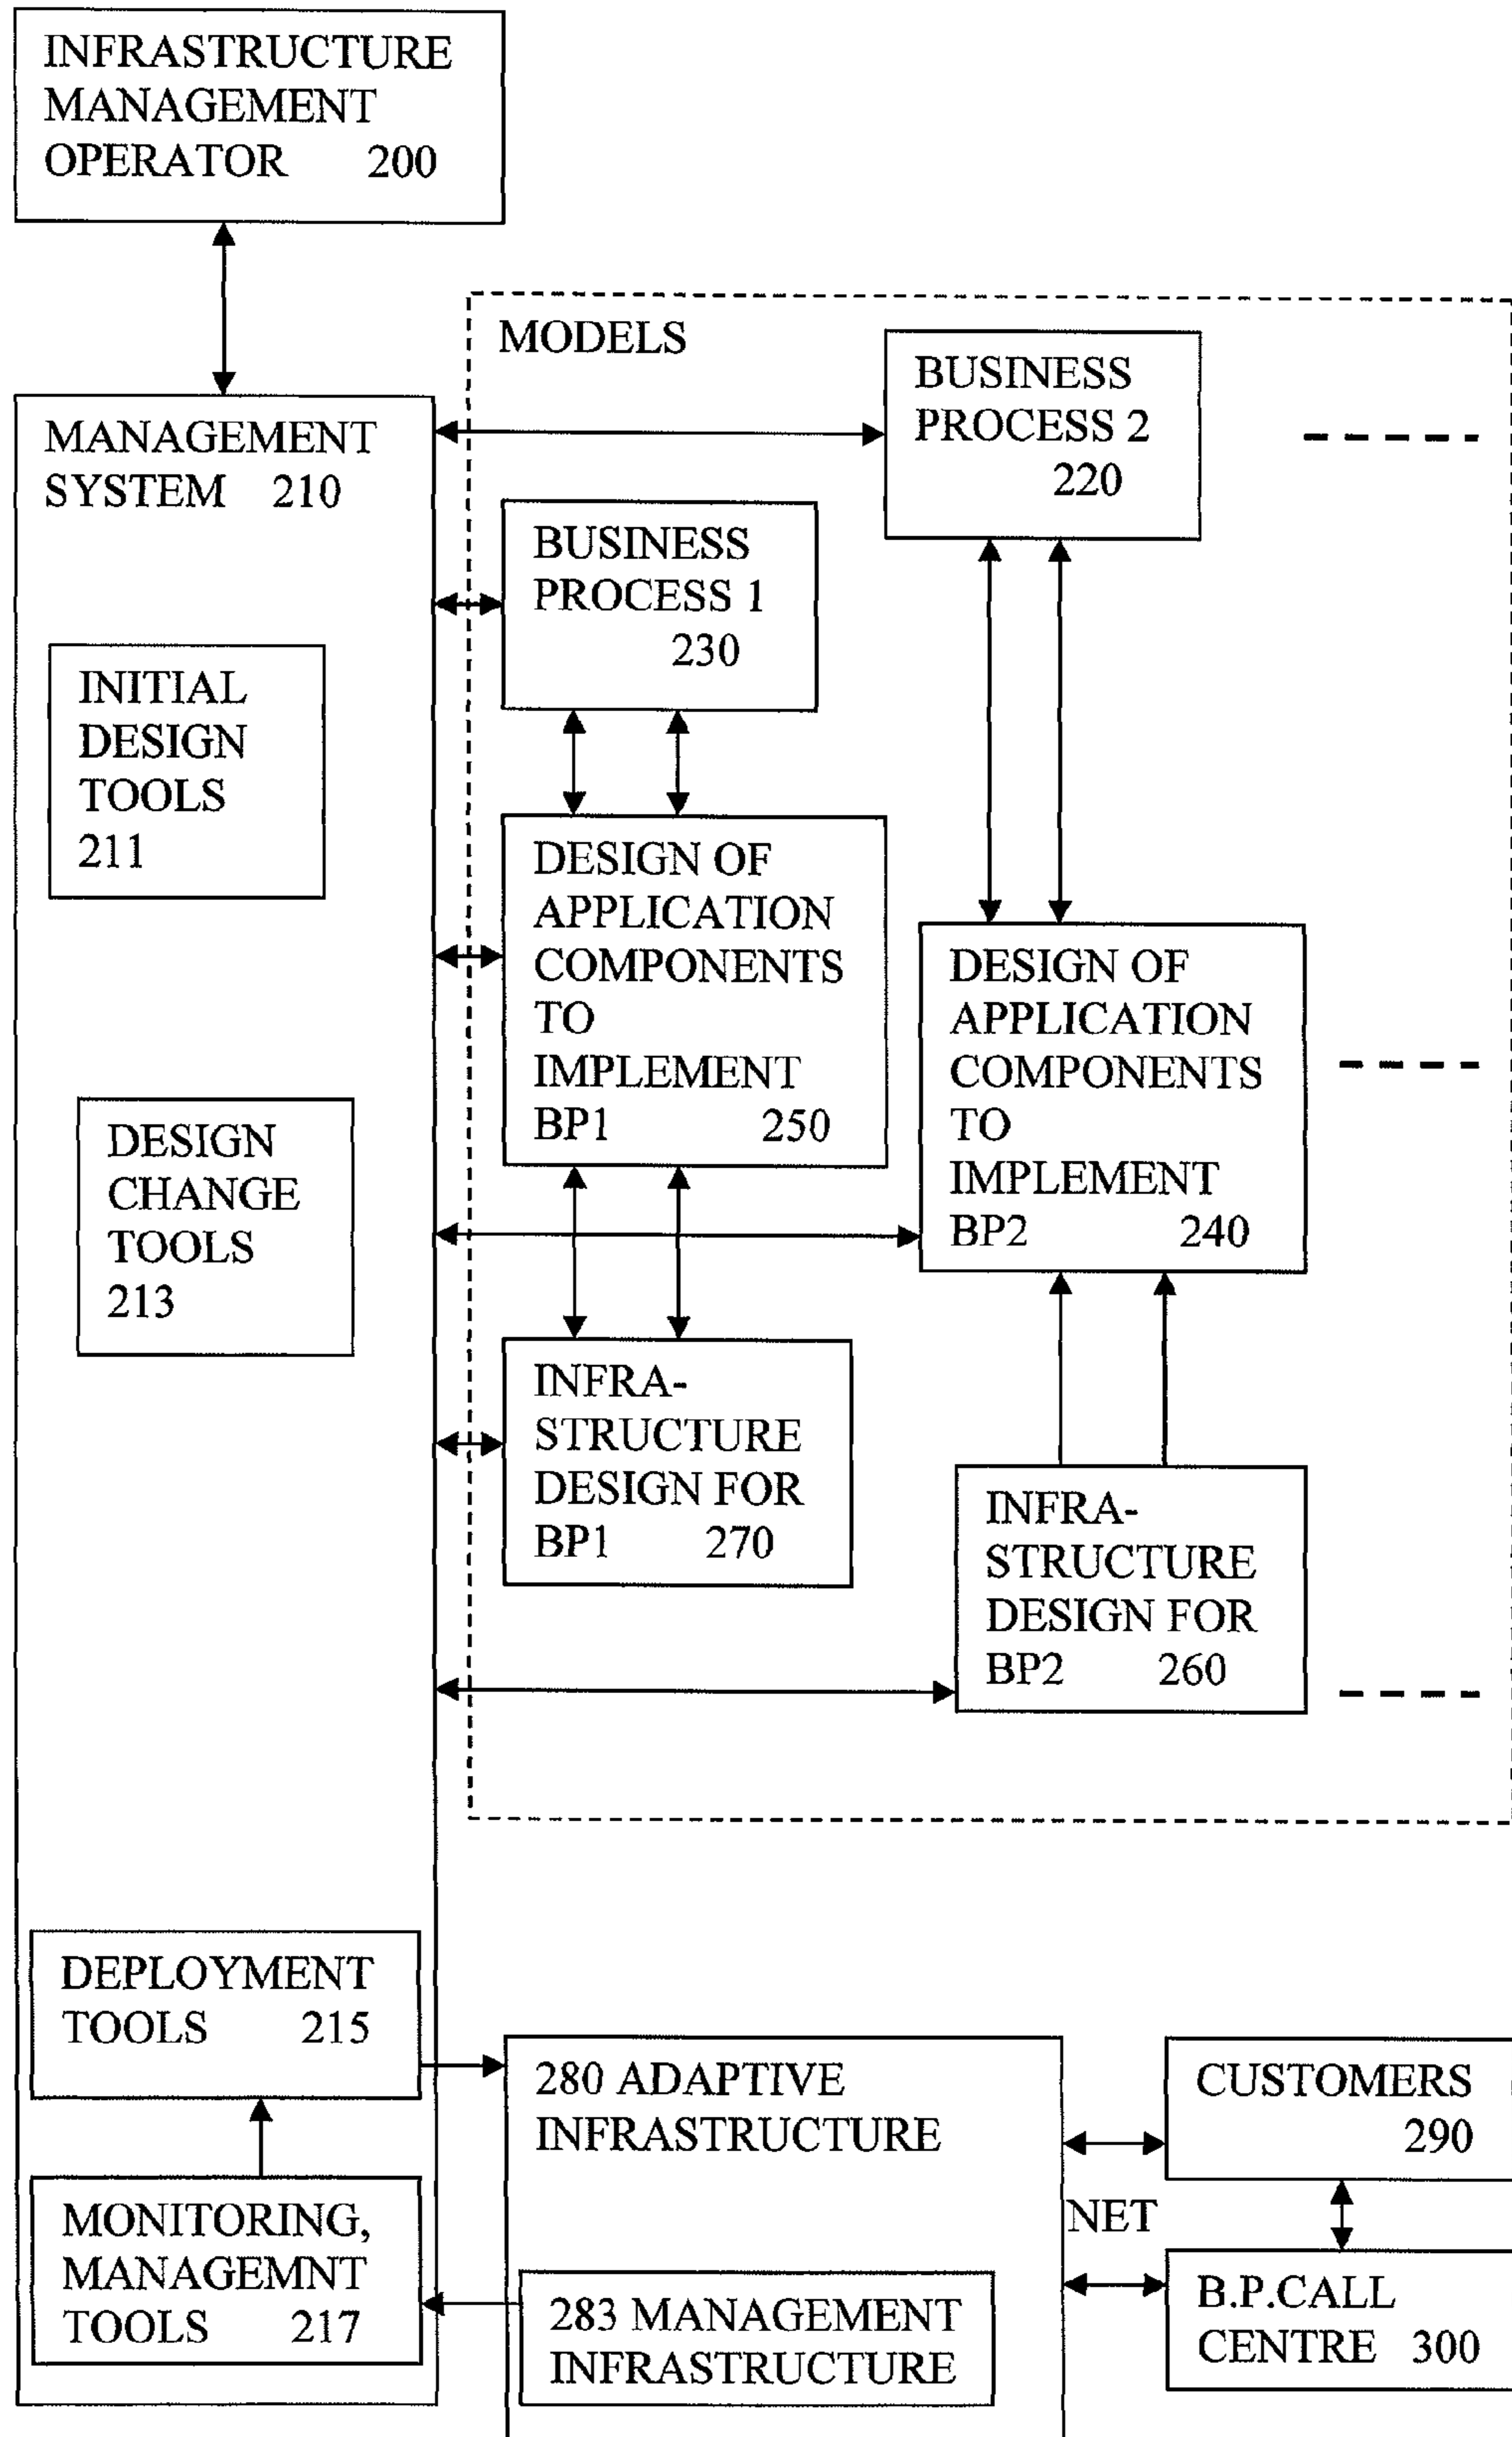 INFRASTRUCTURE
MANAGEMENT
OPERATOR 200
MODELS
BUSINESS
PROCESS 2
220
MANAGEMENT
SYSTEM 210
BUSINESS
PROCESS 1
230
INITIAL
DESIGN
TOOLS
211
DESIGN OF
APPLICATION
COMPONENTS
TO
IMPLEMENT
BP1 250
DESIGN OF
APPLICATION
COMPONENTS
TO
IMPLEMENT
BP2 240
DESIGN
CHANGE
TOOLS
213
INFRA-
STRUCTURE
DESIGN FOR
BP1 270
INFRA-
STRUCTURE
DESIGN FOR
BP2 260
DEPLOYMENT
TOOLS 215
280 ADAPTIVE
INFRASTRUCTURE
CUSTOMERS
290
NET
MONITORING,
MANAGEMNT
TOOLS 217
283 MANAGEMENT
INFRASTRUCTURE
B.P.CALL
CENTRE 300